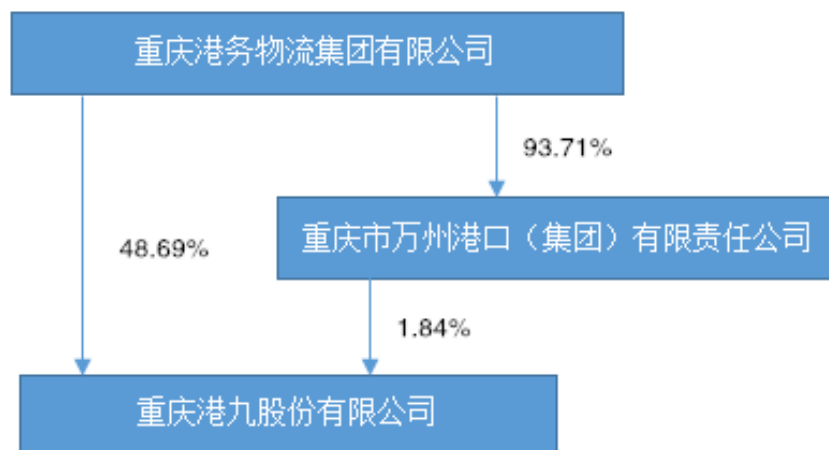 重庆港务物流集团有限公司
93.71%
重庆市万州港口（集团）有限责任公司
48.69%
1.84%
重庆港九股份有限公司